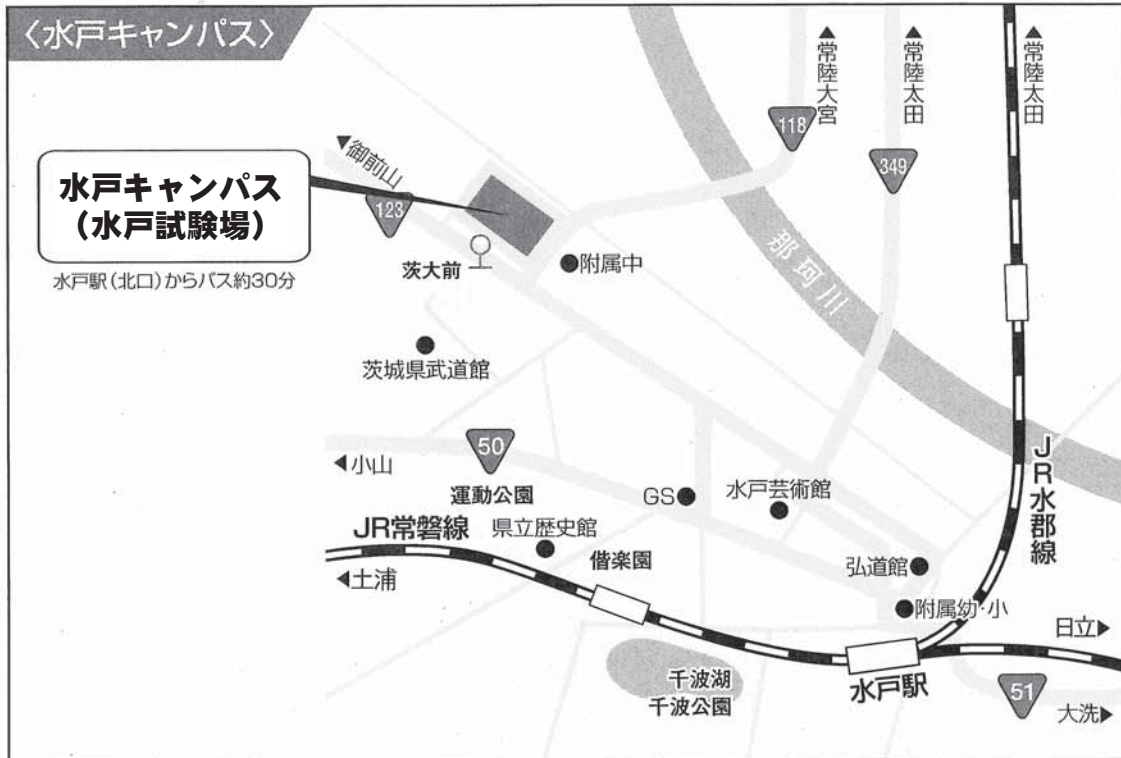 〈水戸キャンパス〉
▲常陸大宮
▲常陸太田
▲常陸太田
118
349
◀御前山
水戸キャンパス
(水戸試験場)
水戸駅(北口)からバス約30分
123
茨大前
附属中
那珂川
茨城県武道館
50
◀小山
運動公園
GS
水戸芸術館
JR水郡線
JR常磐線
県立歴史館
偕楽園
◀土浦
弘道館
附属幼・小
日立▶
千波湖
千波公園
水戸駅
51
大洗▶